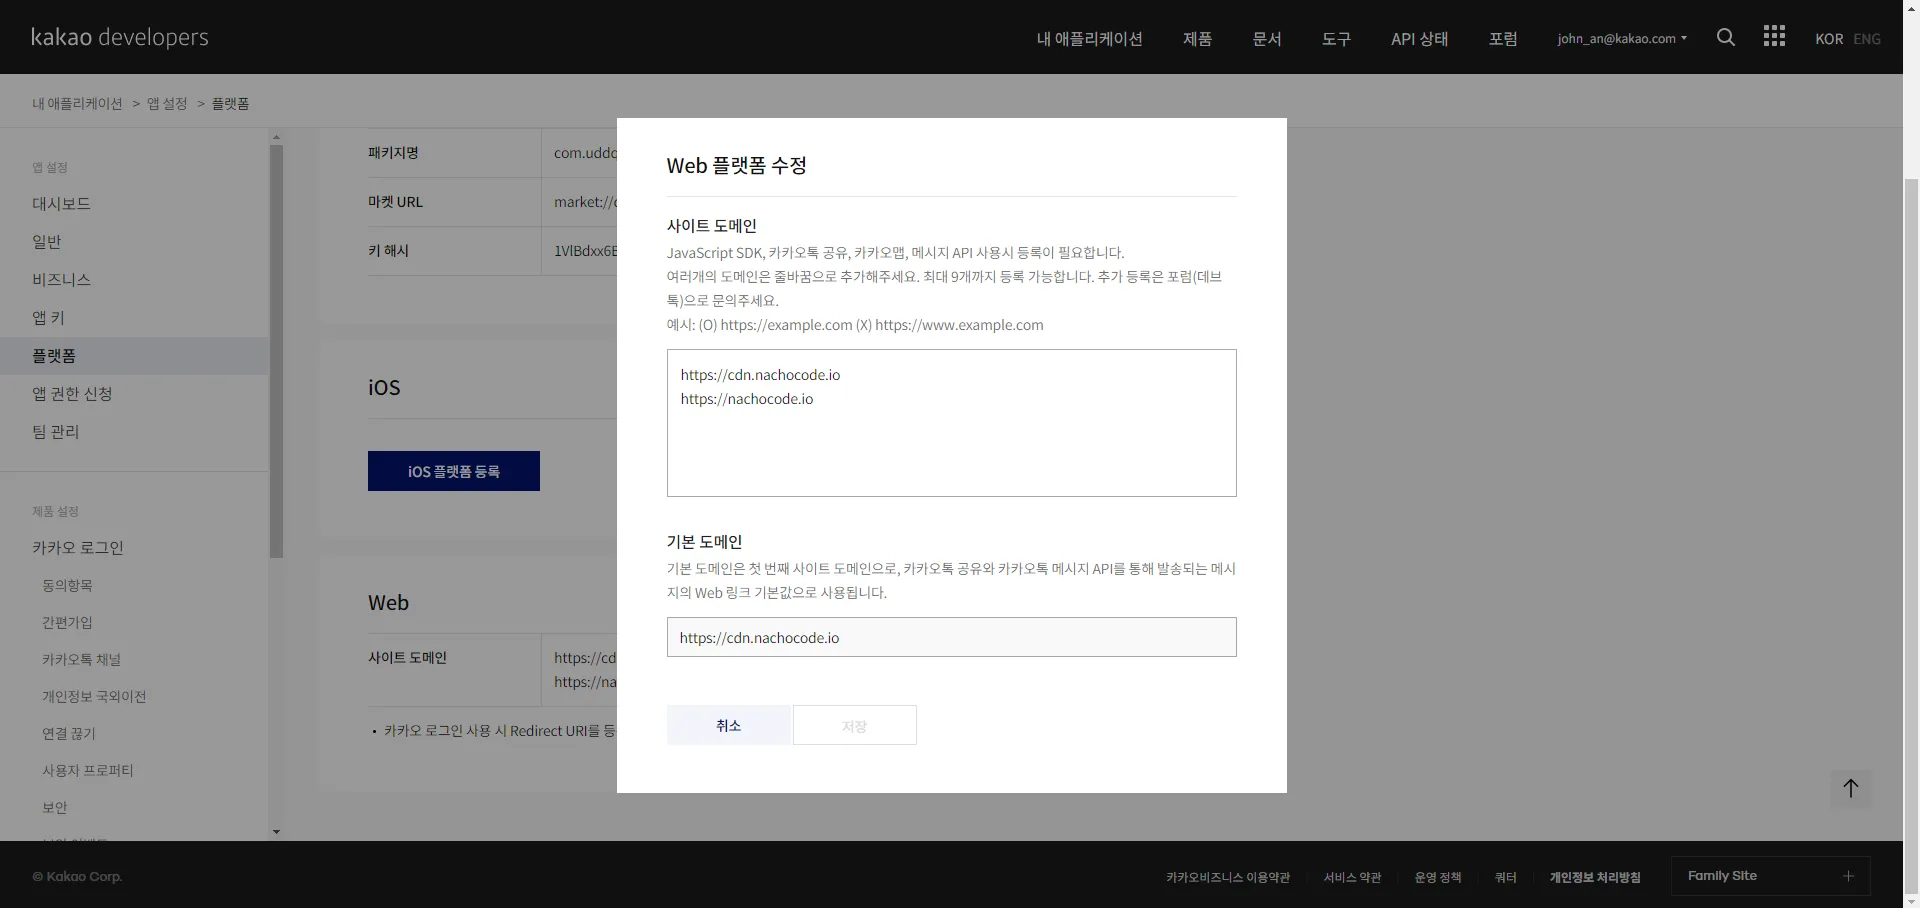 kakao developers
내 애플리케이션 제품 문서 도구 API 상태 포럼 john_an@kakao.com KOR ENG
내 애플리케이션 > 앱 설정 > 플랫폼
앱 설정
대시보드
일반
비즈니스
앱 키
플랫폼
앱 권한 신청
팀 관리
제품 설정
카카오 로그인
동의항목
간편가입
카카오톡 채널
개인정보 국외이전
연결 끊기
사용자 프로퍼티
보안
패키지명 com.uddq
마켓 URL market://
키 해시 1VlBdxx6
iOS
iOS 플랫폼 등록
Web
사이트 도메인 https://cd
https://na
• 카카오 로그인 사용 시 Redirect URI를 등
Web 플랫폼 수정
사이트 도메인
JavaScript SDK, 카카오톡 공유, 카카오맵, 메시지 API 사용시 등록이 필요합니다.
여러개의 도메인은 줄바꿈으로 추가해주세요. 최대 9개까지 등록 가능합니다. 추가 등록은 포럼(데브
톡)으로 문의주세요.
예시: (O) https://example.com (X) https://www.example.com
https://cdn.nachocode.io
https://nachocode.io
기본 도메인
기본 도메인은 첫 번째 사이트 도메인으로, 카카오톡 공유와 카카오톡 메시지 API를 통해 발송되는 메시
지의 Web 링크 기본값으로 사용됩니다.
https://cdn.nachocode.io
취소 저장
© Kakao Corp.
카카오비즈니스 이용약관 서비스 약관 운영 정책 쿼터 개인정보 처리방침 Family Site